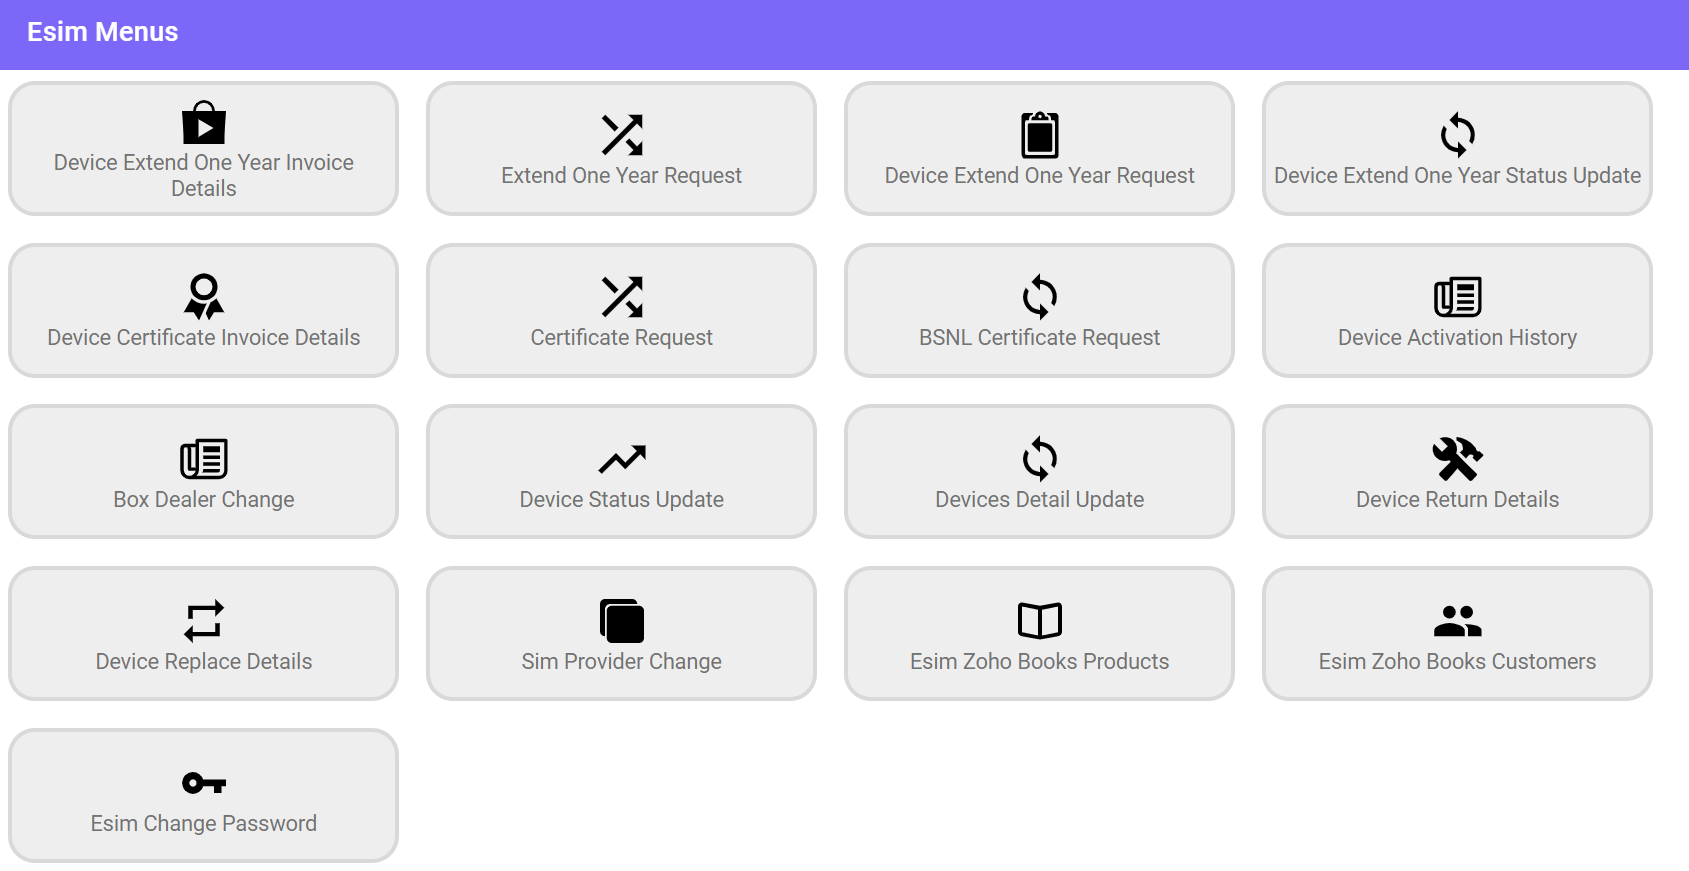 Esim Menus
Device Extend One Year Invoice
Details
Extend One Year Request
Device Extend One Year Request
Device Extend One Year Status Update
Device Certificate Invoice Details
Certificate Request
BSNL Certificate Request
Device Activation History
Box Dealer Change
Device Status Update
Devices Detail Update
Device Return Details
Device Replace Details
Sim Provider Change
Esim Zoho Books Products
Esim Zoho Books Customers
Esim Change Password